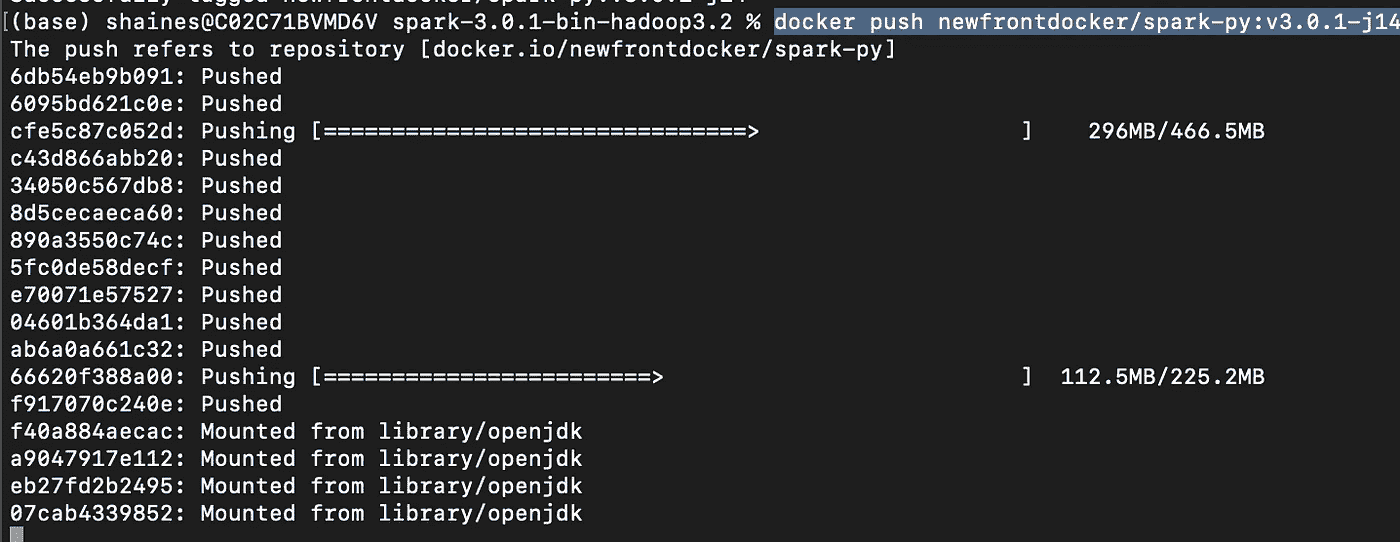 [(base) shaines@C02C71BVMD6V spark-3.0.1-bin-hadoop3.2 % docker push newfrontdocker/spark-py:v3.0.1-j14
The push refers to repository [docker.io/newfrontdocker/spark-py]
6db54eb9b091: Pushed
6095bd621c0e: Pushed
cfe5c87c052d: Pushing [===============================>                    ]  296MB/466.5MB
c43d866abb20: Pushed
34050c567db8: Pushed
8d5cecaeca60: Pushed
890a3550c74c: Pushed
5fc0de58decf: Pushed
e70071e57527: Pushed
04601b364da1: Pushed
ab6a0a661c32: Pushed
66620f388a00: Pushing [========================>                           ]  112.5MB/225.2MB
f917070c240e: Pushed
f40a884aecac: Mounted from library/openjdk
a9047917e112: Mounted from library/openjdk
eb27fd2b2495: Mounted from library/openjdk
07cab4339852: Mounted from library/openjdk